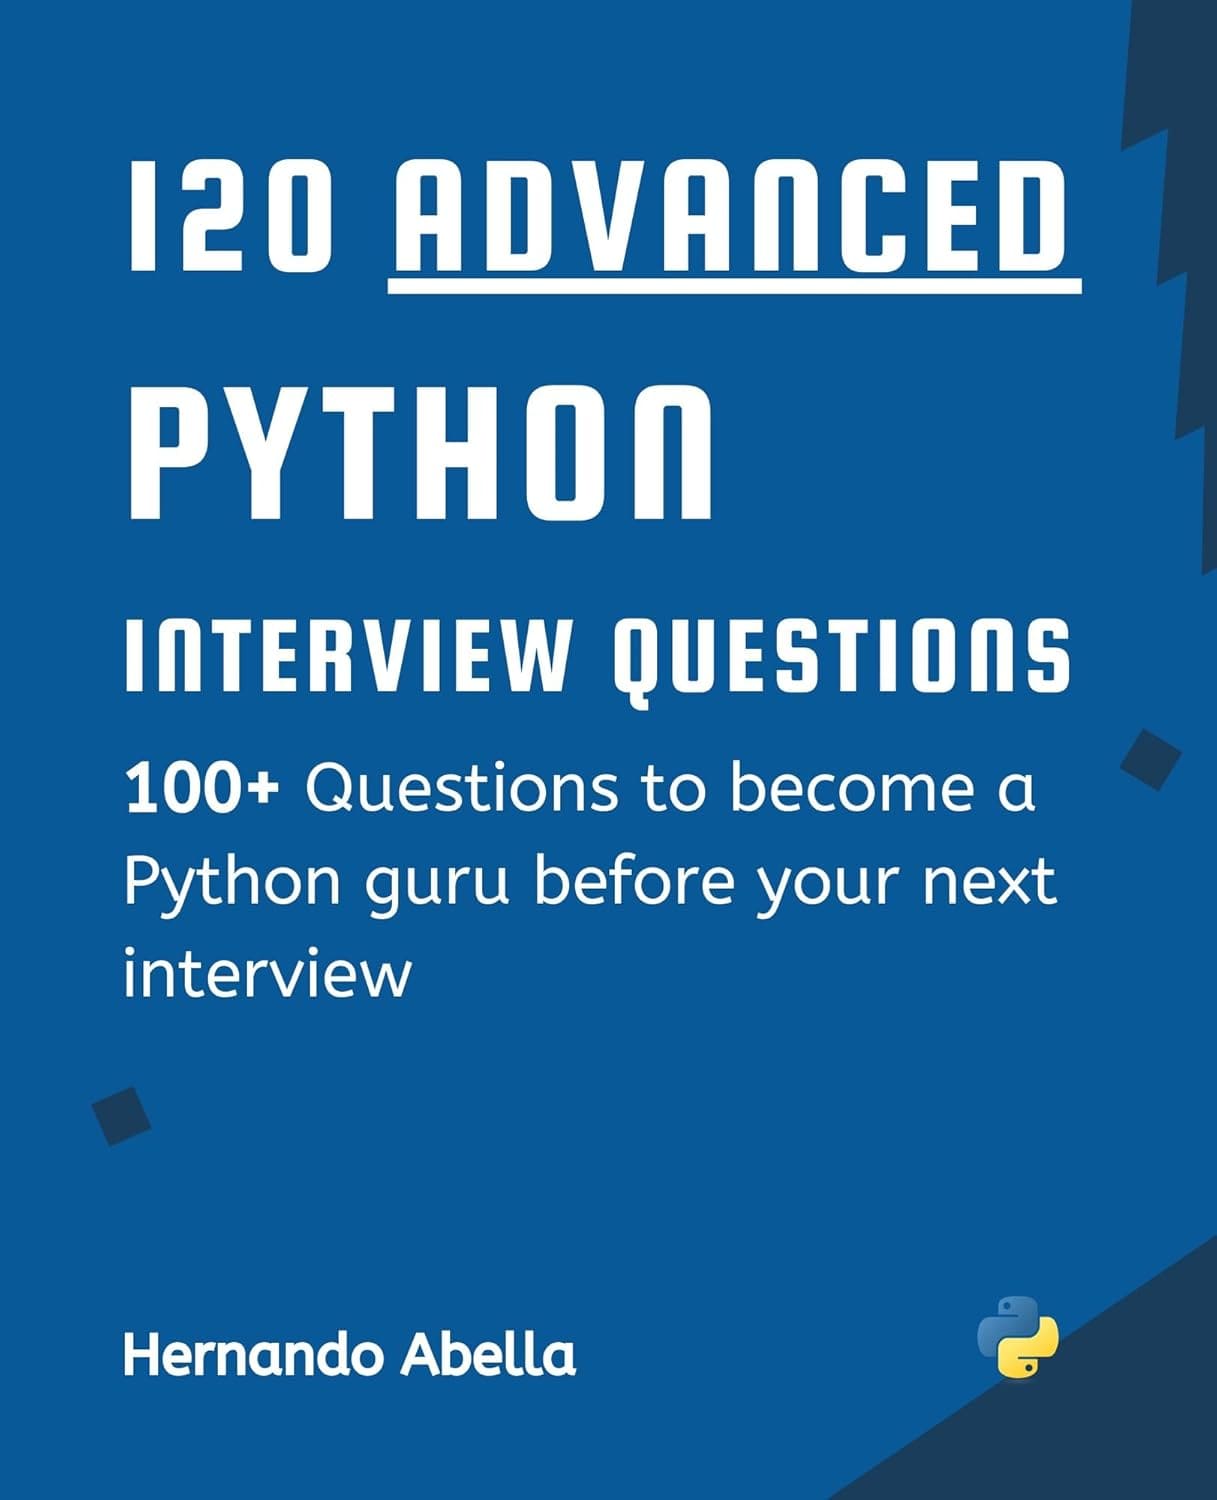 120 ADVANCED
PYTHON
INTERVIEW QUESTIONS
100+ Questions to become a
Python guru before your next
interview
Hernando Abella